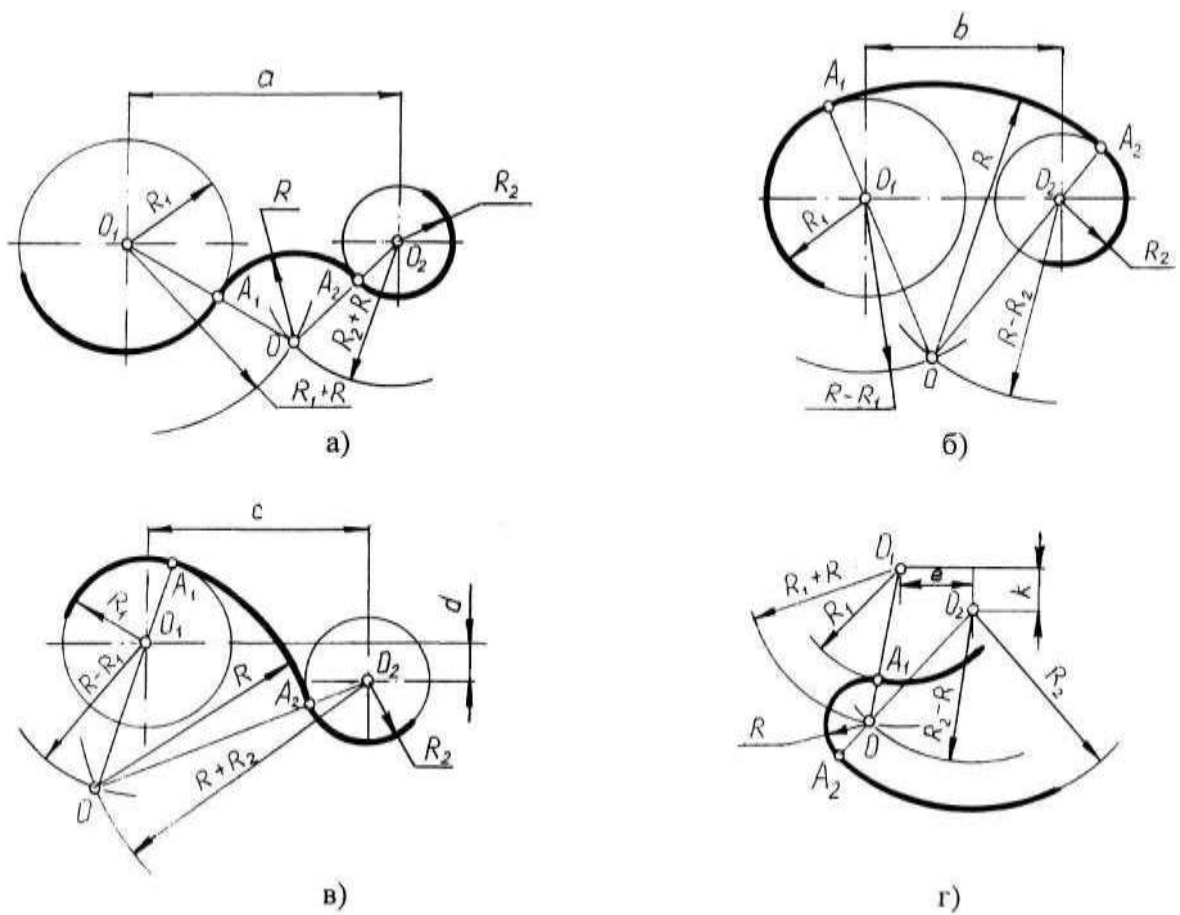 a
R₁
R
R₂
O₁
O₂
A₁
A₂
O
R₂+R
R₁+R
а)
b
A₁
A₂
R
O₁
O₂
R₁
R₂
R-R₂
R-R₁
O
б)
c
A₁
R₁
O₁
d
R-R₁
R
O₂
A₂
R₂
R+R₂
O
в)
O₁
e
k
R₁+R
R₁
O₂
A₁
R₂
R
O
R₂-R
A₂
г)